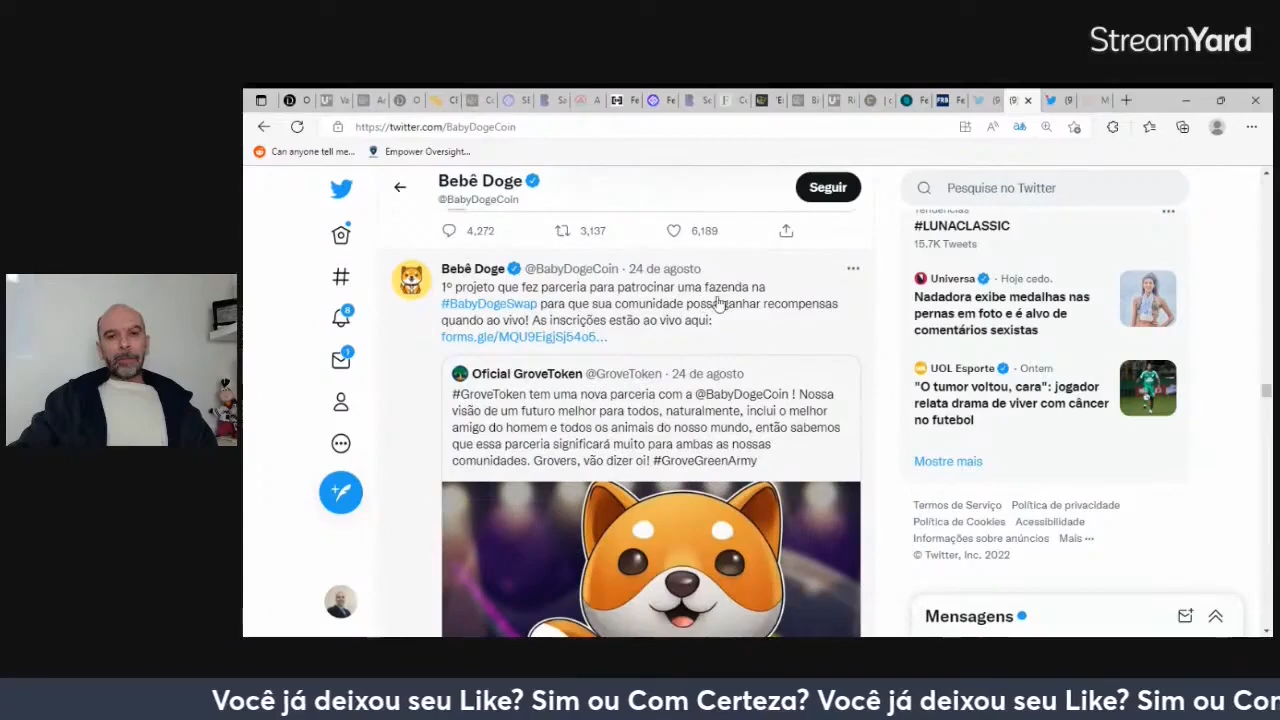 StreamYard
https://twitter.com/BabyDogeCoin
Can anyone tell me...
Empower Oversight...
Bebê Doge
@BabyDogeCoin
Seguir
4,272
3,137
6,189
Bebê Doge @BabyDogeCoin · 24 de agosto
1º projeto que fez parceria para patrocinar uma fazenda na
#BabyDogeSwap para que sua comunidade possa ganhar recompensas
quando ao vivo! As inscrições estão ao vivo aqui:
forms.gle/MQU9EigjSj54o5...
Oficial GroveToken @GroveToken · 24 de agosto
#GroveToken tem uma nova parceria com a @BabyDogeCoin ! Nossa
visão de um futuro melhor para todos, naturalmente, inclui o melhor
amigo do homem e todos os animais do nosso mundo, então sabemos
que essa parceria significará muito para ambas as nossas
comunidades. Grovers, vão dizer oi! #GroveGreenArmy
Pesquise no Twitter
#LUNACLASSIC
15.7K Tweets
Universa · Hoje cedo.
Nadadora exibe medalhas nas
pernas em foto e é alvo de
comentários sexistas
UOL Esporte · Ontem
"O tumor voltou, cara": jogador
relata drama de viver com câncer
no futebol
Mostre mais
Termos de Serviço Política de privacidade
Política de Cookies Acessibilidade
Informações sobre anúncios Mais ···
© Twitter, Inc. 2022
Mensagens
Você já deixou seu Like? Sim ou Com Certeza? Você já deixou seu Like? Sim ou Co